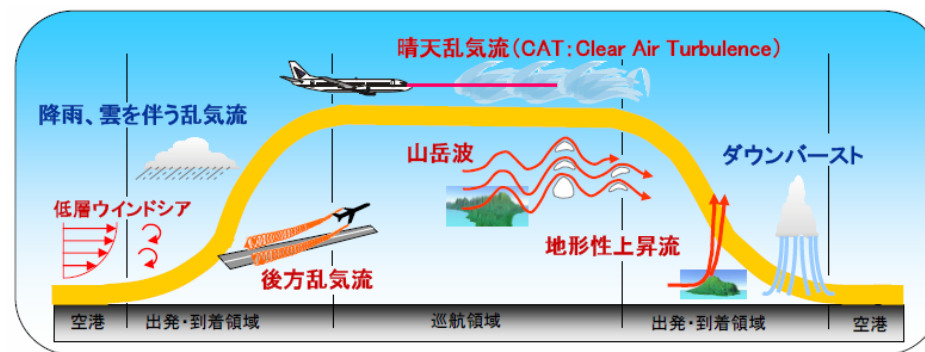 晴天乱気流(CAT:Clear Air Turbulence)
降雨、雲を伴う乱気流
山岳波
ダウンバースト
低層ウインドシア
地形性上昇流
後方乱気流
空港
出発・到着領域
巡航領域
出発・到着領域
空港